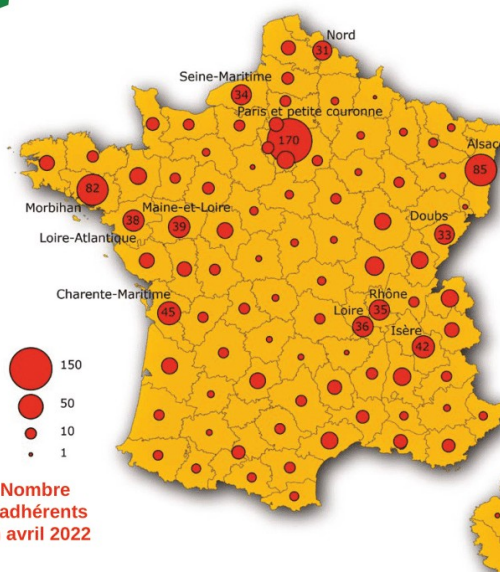 Nord
31
Seine-Maritime
34
Paris et petite couronne
170
Alsac
85
82
Morbihan
Maine-et-Loire
38
39
Loire-Atlantique
Doubs
33
Charente-Maritime
45
Rhône
35
Loire
36
Isère
42
150
50
10
1
Nombre
adhérents
avril 2022